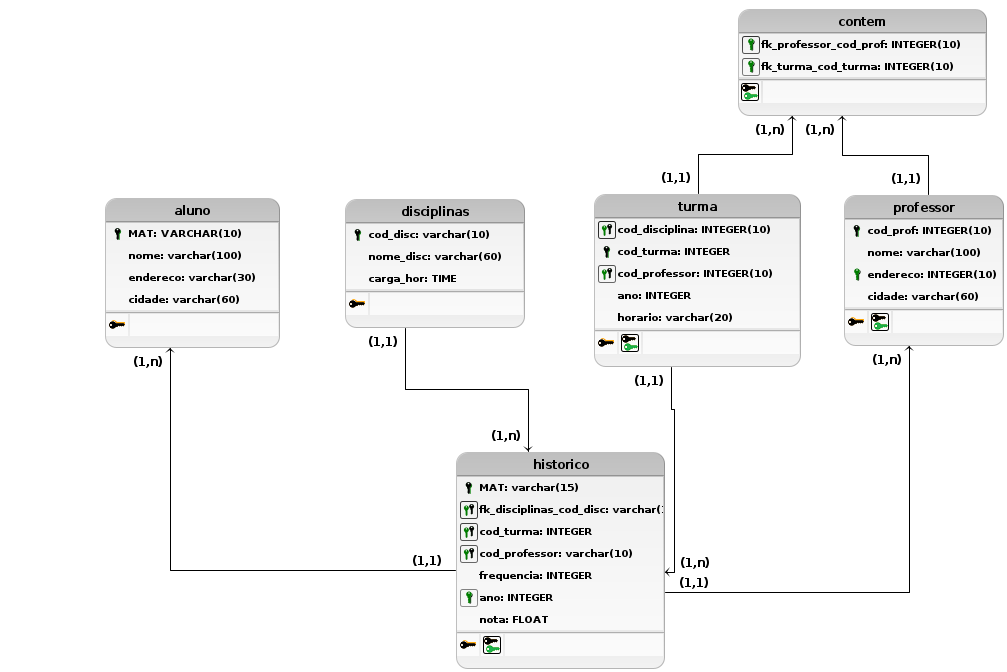 contem
fk_professor_cod_prof: INTEGER(10)
fk_turma_cod_turma: INTEGER(10)
(1,n)
(1,n)
(1,1)
(1,1)
aluno
MAT: VARCHAR(10)
nome: varchar(100)
endereco: varchar(30)
cidade: varchar(60)
(1,n)
disciplinas
cod_disc: varchar(10)
nome_disc: varchar(60)
carga_hor: TIME
(1,1)
turma
cod_disciplina: INTEGER(10)
cod_turma: INTEGER
cod_professor: INTEGER(10)
ano: INTEGER
horario: varchar(20)
(1,1)
professor
cod_prof: INTEGER(10)
nome: varchar(100)
endereco: INTEGER(10)
cidade: varchar(60)
(1,n)
(1,n)
historico
MAT: varchar(15)
fk_disciplinas_cod_disc: varchar(
cod_turma: INTEGER
cod_professor: varchar(10)
frequencia: INTEGER
ano: INTEGER
nota: FLOAT
(1,1)
(1,n)
(1,1)